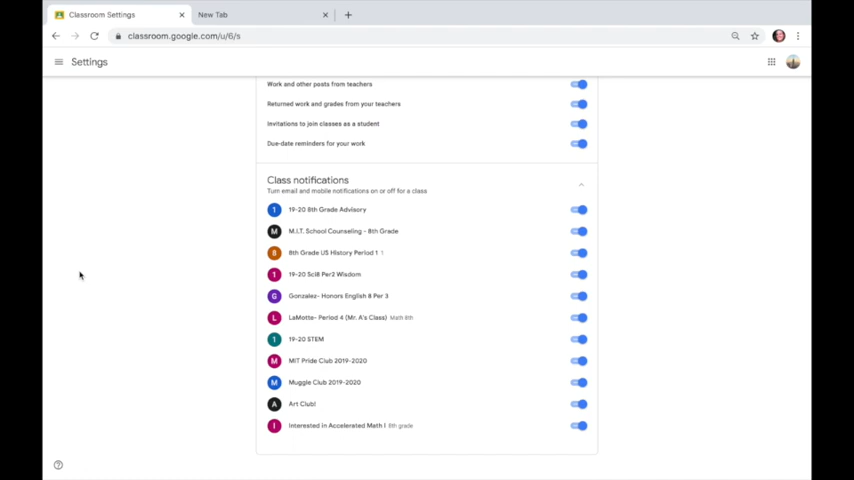 Classroom Settings
New Tab
classroom.google.com/u/6/s
Settings
Work and other posts from teachers
Returned work and grades from your teachers
Invitations to join classes as a student
Due-date reminders for your work
Class notifications
Turn email and mobile notifications on or off for a class
1 19-20 8th Grade Advisory
M M.I.T. School Counseling - 8th Grade
8 8th Grade US History Period 1 1
1 19-20 Sci8 Per2 Wisdom
G Gonzalez- Honors English 8 Per 3
L LaMotte- Period 4 (Mr. A's Class) Math 8th
1 19-20 STEM
M MIT Pride Club 2019-2020
M Muggle Club 2019-2020
A Art Club!
I Interested in Accelerated Math I 8th grade